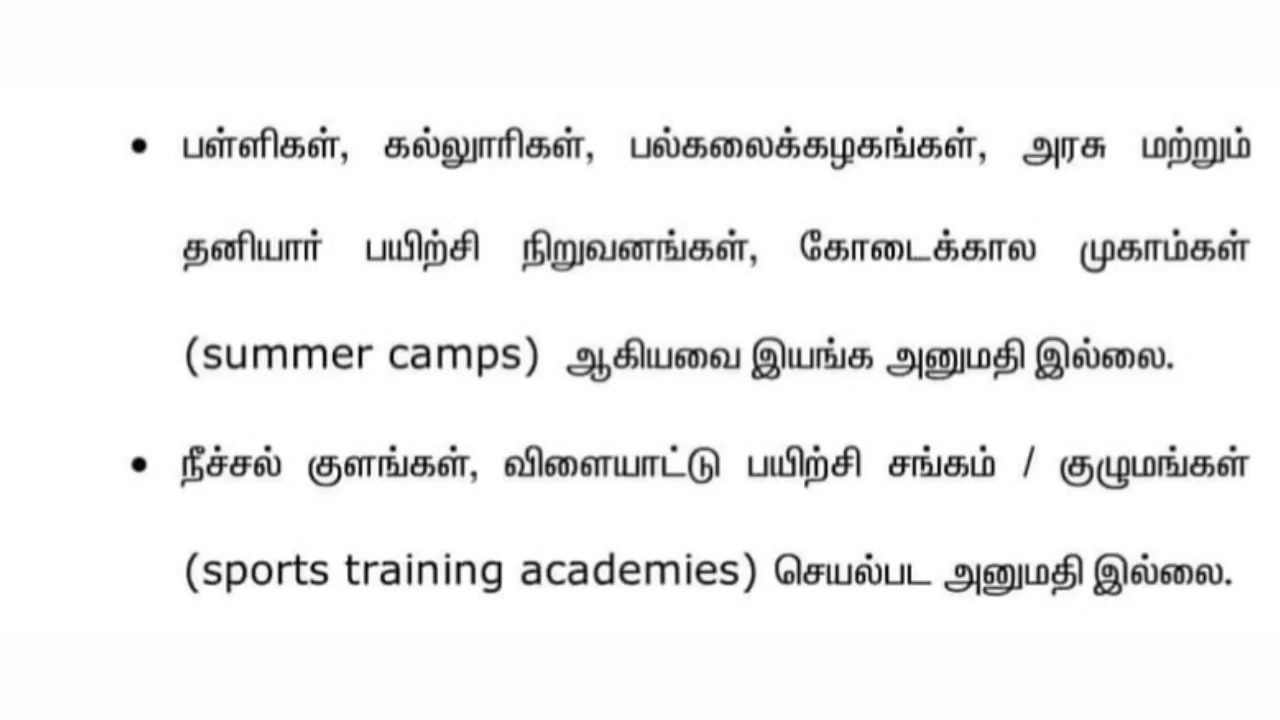 • பள்ளிகள், கல்லூரிகள், பல்கலைக்கழகங்கள், அரசு மற்றும்
தனியார் பயிற்சி நிறுவனங்கள், கோடைக்கால முகாம்கள்
(summer camps) ஆகியவை இயங்க அனுமதி இல்லை.
• நீச்சல் குளங்கள், விளையாட்டு பயிற்சி சங்கம் / குழுமங்கள்
(sports training academies) செயல்பட அனுமதி இல்லை.